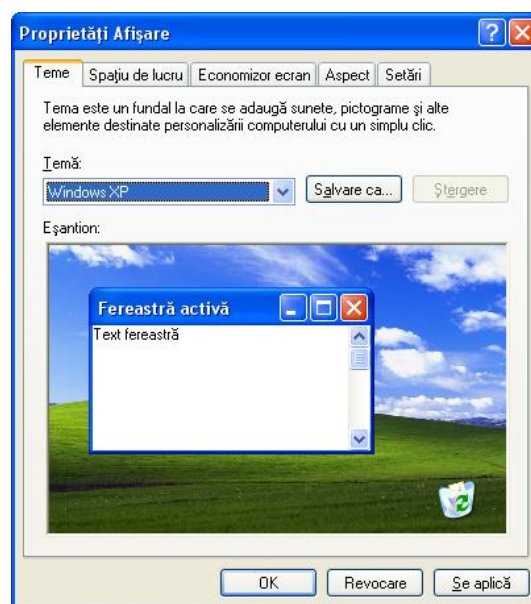 Proprietăți Afișare
Teme Spațiu de lucru Economizor ecran Aspect Setări
Tema este un fundal la care se adaugă sunete, pictograme și alte
elemente destinate personalizării computerului cu un simplu clic.
Temă:
Windows XP Salvare ca... Ștergere
Eșantion:
Fereastră activă
Text fereastră
OK Revocare Se aplică